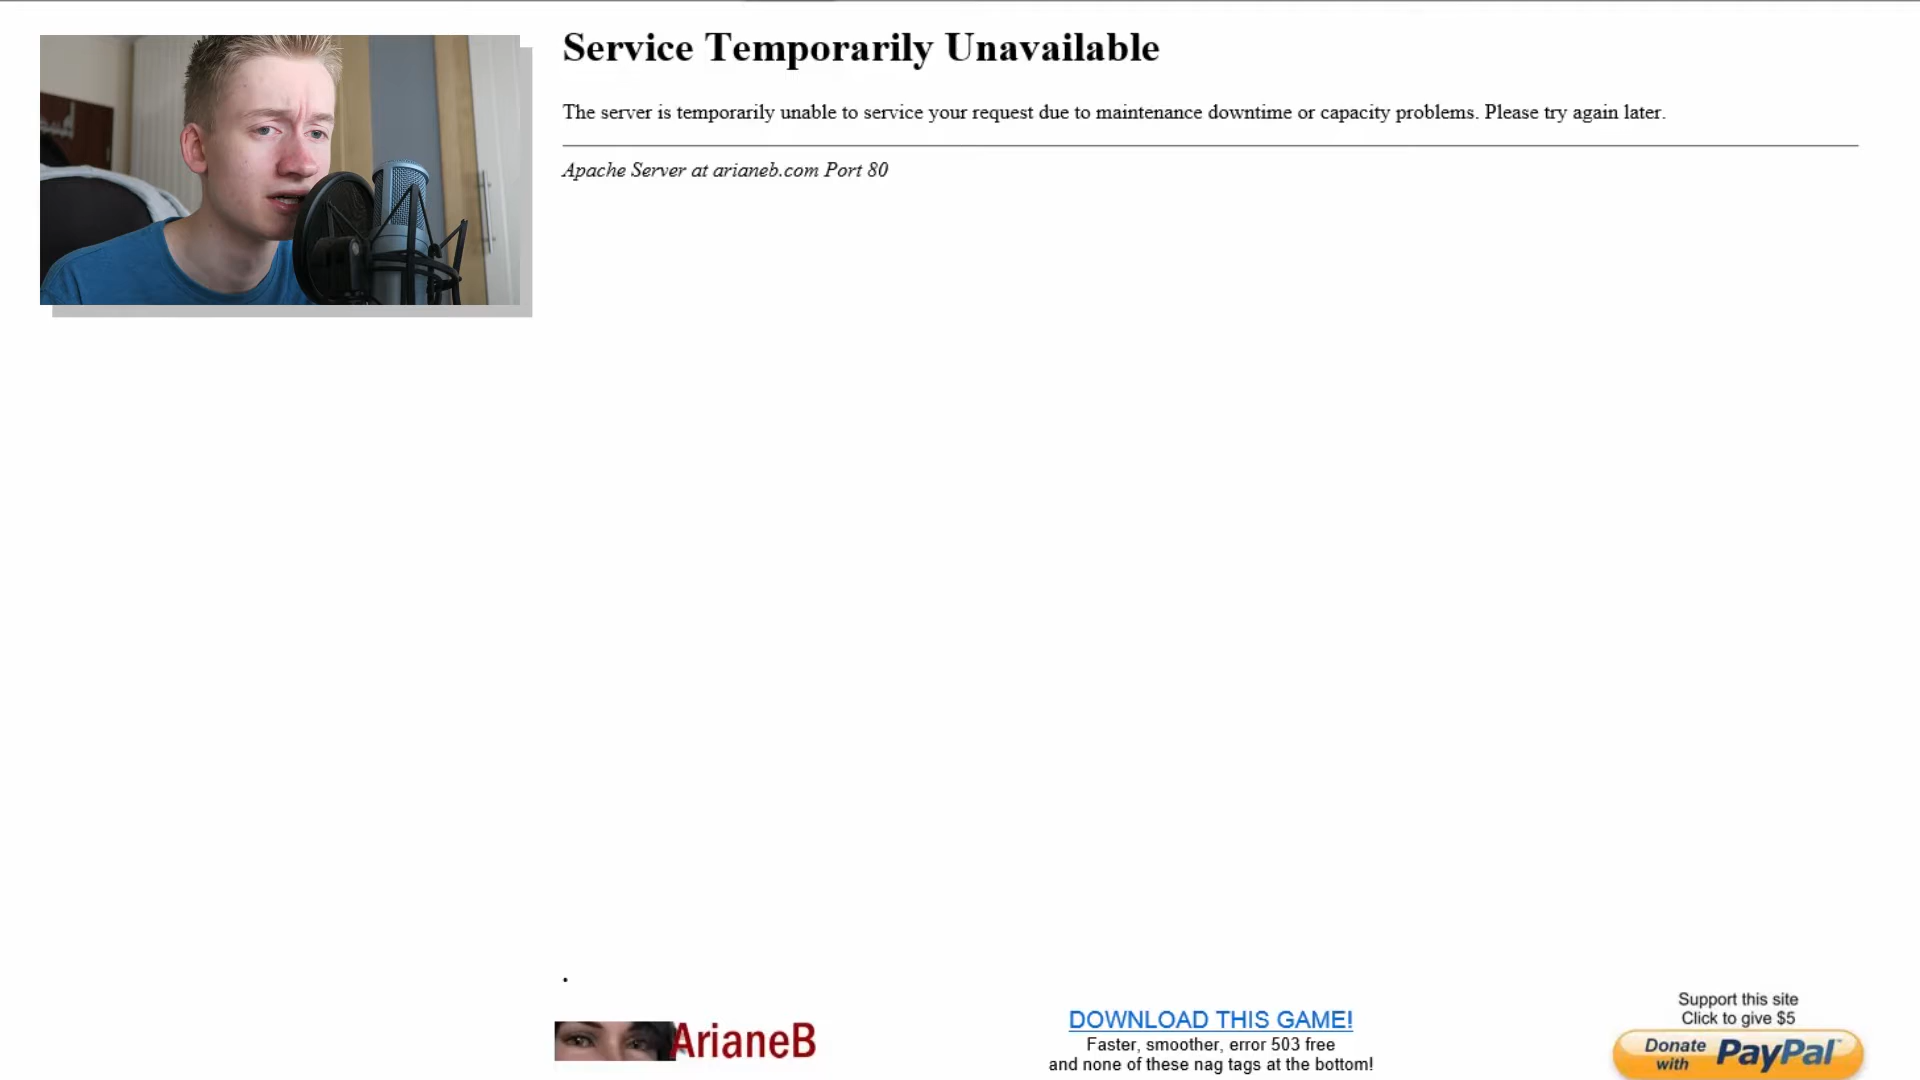 Service Temporarily Unavailable
The server is temporarily unable to service your request due to maintenance downtime or capacity problems. Please try again later.
Apache Server at arianeb.com Port 80
.
ArianeB
DOWNLOAD THIS GAME!
Faster, smoother, error 503 free
and none of these nag tags at the bottom!
Support this site
Click to give $5
Donate
with
PayPal